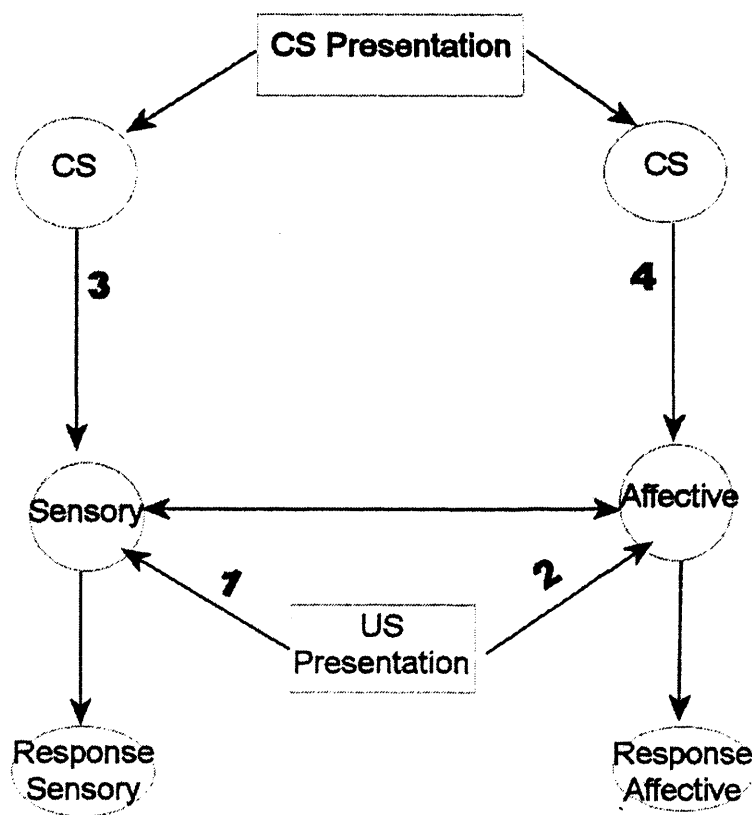 CS Presentation
CS
CS
3
4
Sensory
Affective
1
2
US
Presentation
Response
Sensory
Response
Affective